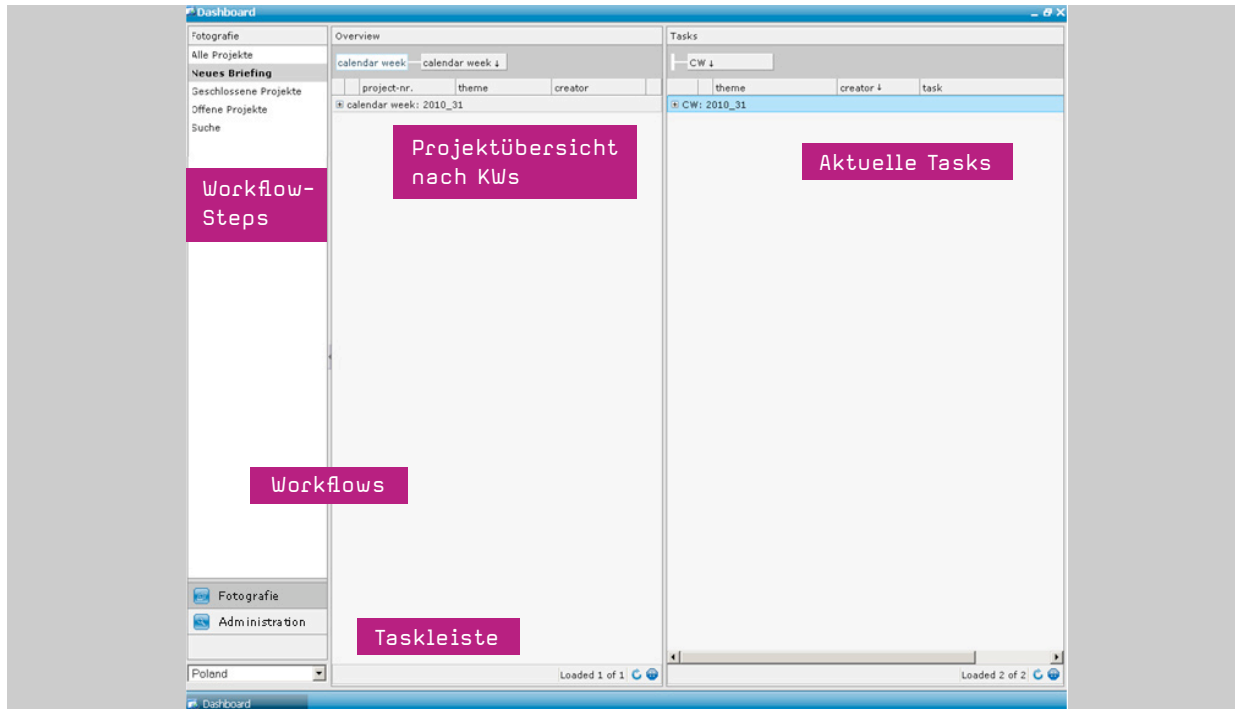 Dashboard
Fotografie
Alle Projekte
Neues Briefing
Geschlossene Projekte
Offene Projekte
Suche
Workflow-
Steps
Overview
calendar week calendar week ↓
project-nr. theme creator
calendar week: 2010_31
Projektübersicht
nach KWs
Tasks
CW ↓
theme creator ↓ task
CW: 2010_31
Aktuelle Tasks
Workflows
Fotografie
Administration
Taskleiste
Poland
Loaded 1 of 1
Loaded 2 of 2
Dashboard